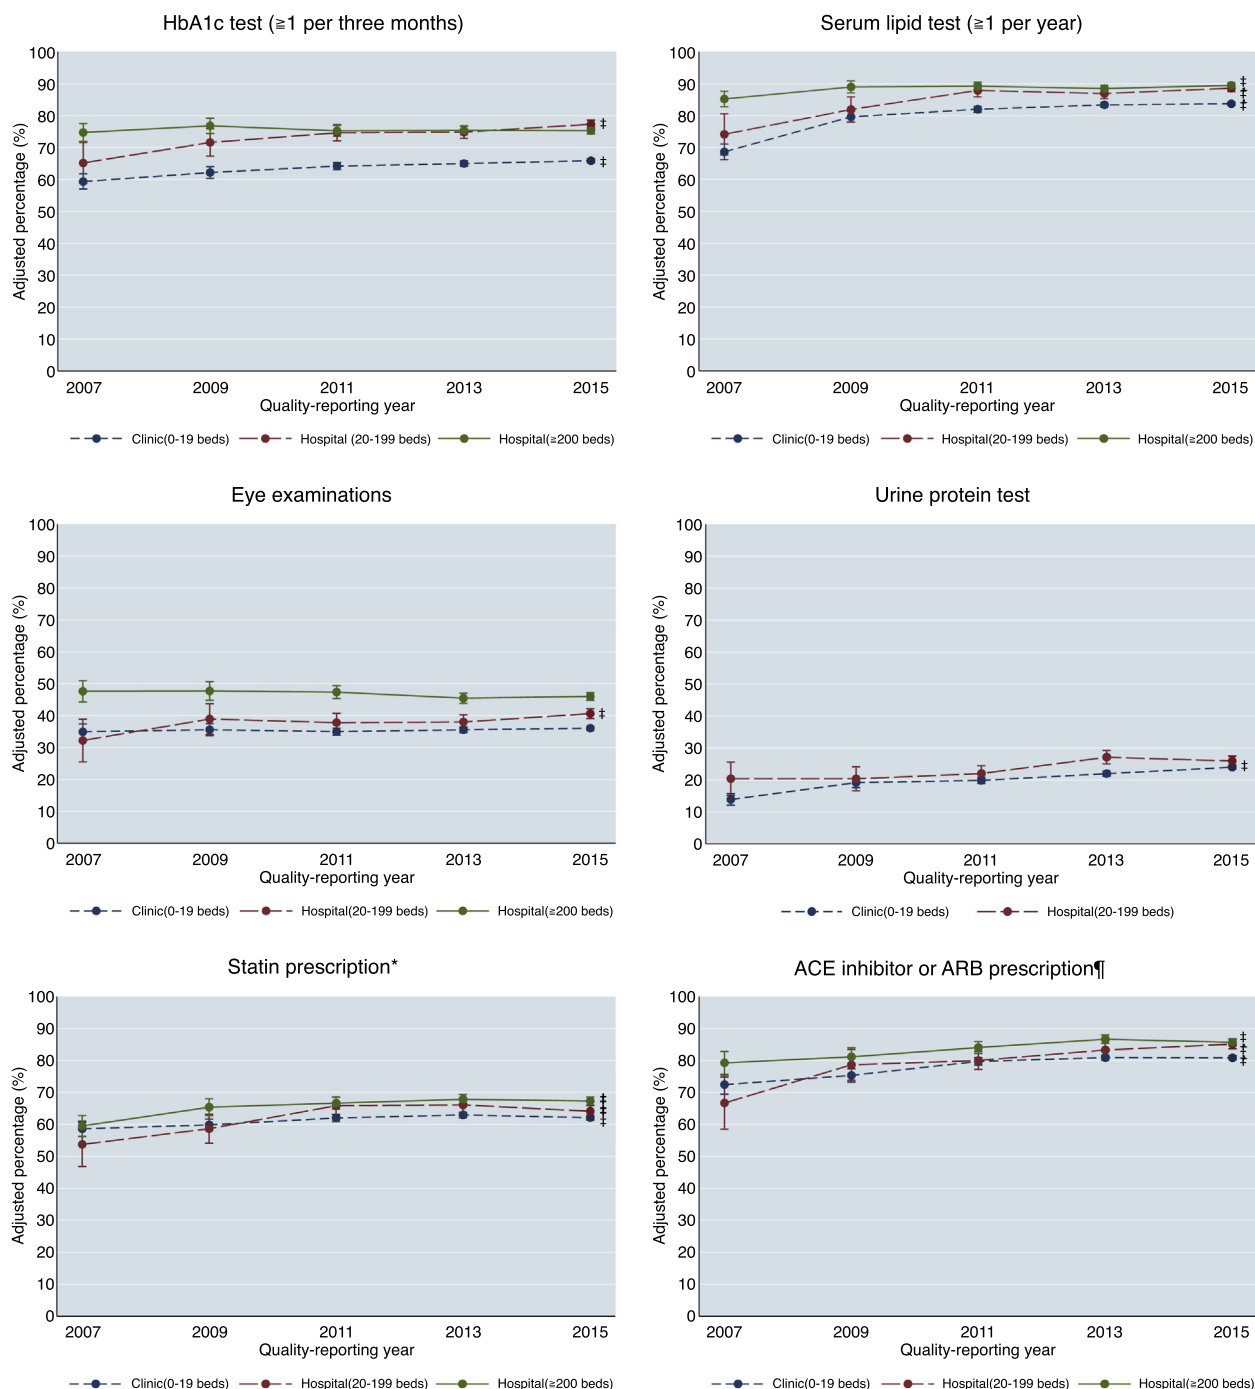 HbA1c test (≧1 per three months)
Adjusted percentage (%)
100
90
80
70
60
50
40
30
20
10
0
‡
‡
2007 2009 2011 2013 2015
Quality-reporting year
Clinic(0-19 beds) Hospital (20-199 beds) Hospital(≧200 beds)
Serum lipid test (≧1 per year)
Adjusted percentage (%)
100
90
80
70
60
50
40
30
20
10
0
‡
‡
‡
2007 2009 2011 2013 2015
Quality-reporting year
Clinic(0-19 beds) Hospital(20-199 beds) Hospital(≧200 beds)
Eye examinations
Adjusted percentage (%)
100
90
80
70
60
50
40
30
20
10
0
‡
2007 2009 2011 2013 2015
Quality-reporting year
Clinic(0-19 beds) Hospital(20-199 beds) Hospital(≧200 beds)
Urine protein test
Adjusted percentage (%)
100
90
80
70
60
50
40
30
20
10
0
‡
2007 2009 2011 2013 2015
Quality-reporting year
Clinic(0-19 beds) Hospital(20-199 beds)
Statin prescription*
Adjusted percentage (%)
100
90
80
70
60
50
40
30
20
10
0
‡
‡
‡
2007 2009 2011 2013 2015
Quality-reporting year
Clinic(0-19 beds) Hospital(20-199 beds) Hospital(≧200 beds)
ACE inhibitor or ARB prescription¶
Adjusted percentage (%)
100
90
80
70
60
50
40
30
20
10
0
‡
‡
‡
2007 2009 2011 2013 2015
Quality-reporting year
Clinic(0-19 beds) Hospital(20-199 beds) Hospital(≧200 beds)